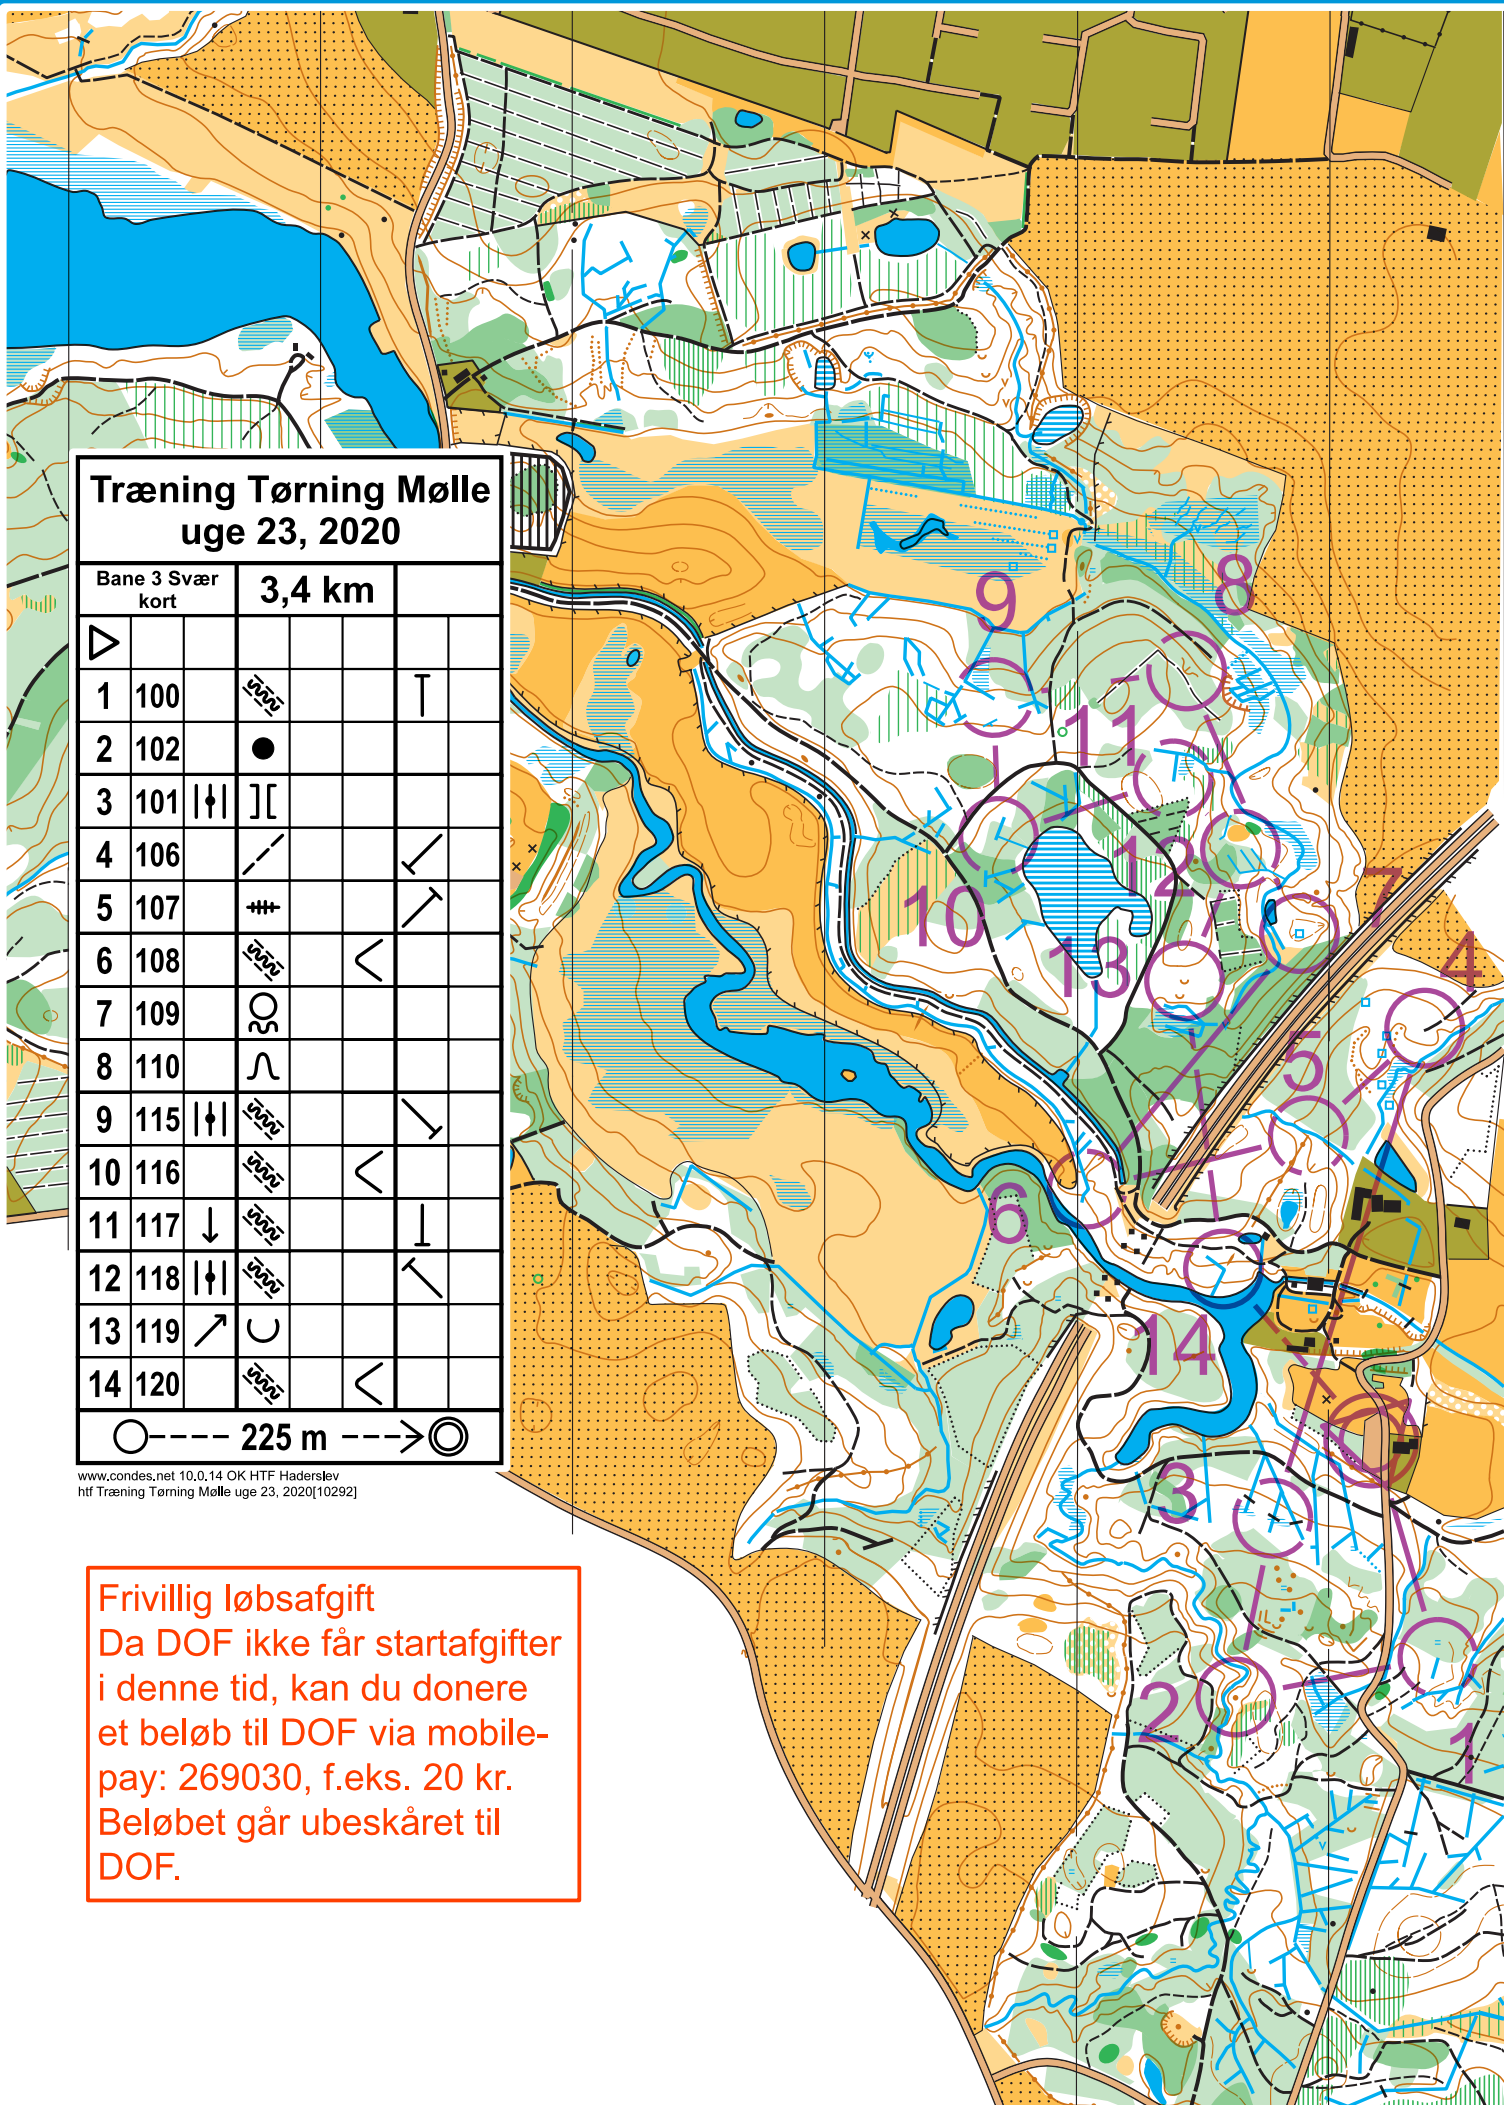 Træning Tørning Mølle
uge 23, 2020
Bane 3 Svær
kort
3,4 km
1 100
2 102
3 101
4 106
5 107
6 108
7 109
8 110
9 115
10 116
11 117
12 118
13 119
14 120
225 m
www.condes.net 10.0.14 OK HTF Haderslev
htf Træning Tørning Mølle uge 23, 2020[10292]
Frivillig løbsafgift
Da DOF ikke får startafgifter
i denne tid, kan du donere
et beløb til DOF via mobile-
pay: 269030, f.eks. 20 kr.
Beløbet går ubeskåret til
DOF.
8
9
11
12
7
10
13
4
5
6
14
3
2
1